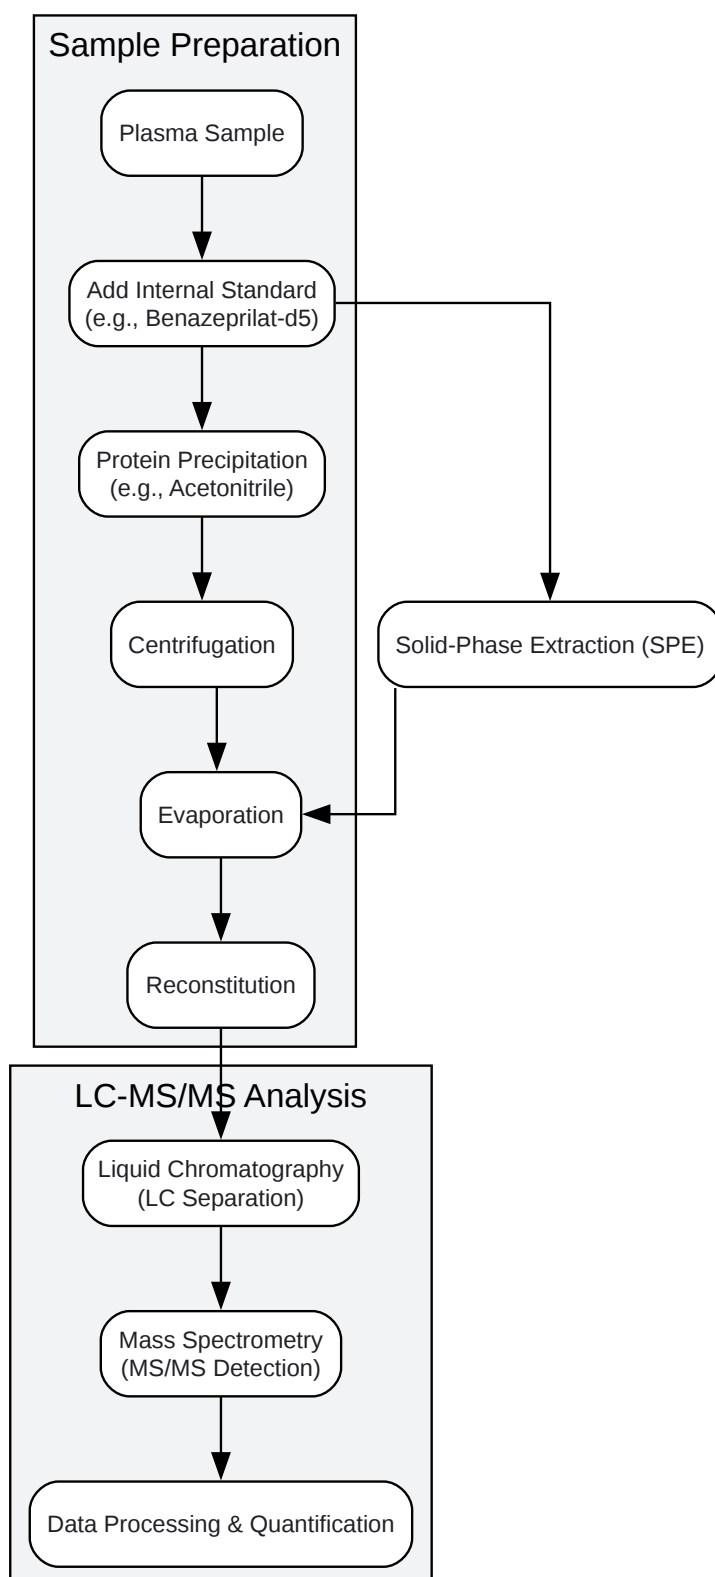 Sample Preparation
Plasma Sample
Add Internal Standard
(e.g., Benazeprilat-d5)
Protein Precipitation
(e.g., Acetonitrile)
Centrifugation
Solid-Phase Extraction (SPE)
Evaporation
Reconstitution
LC-MS/MS Analysis
Liquid Chromatography
(LC Separation)
Mass Spectrometry
(MS/MS Detection)
Data Processing & Quantification